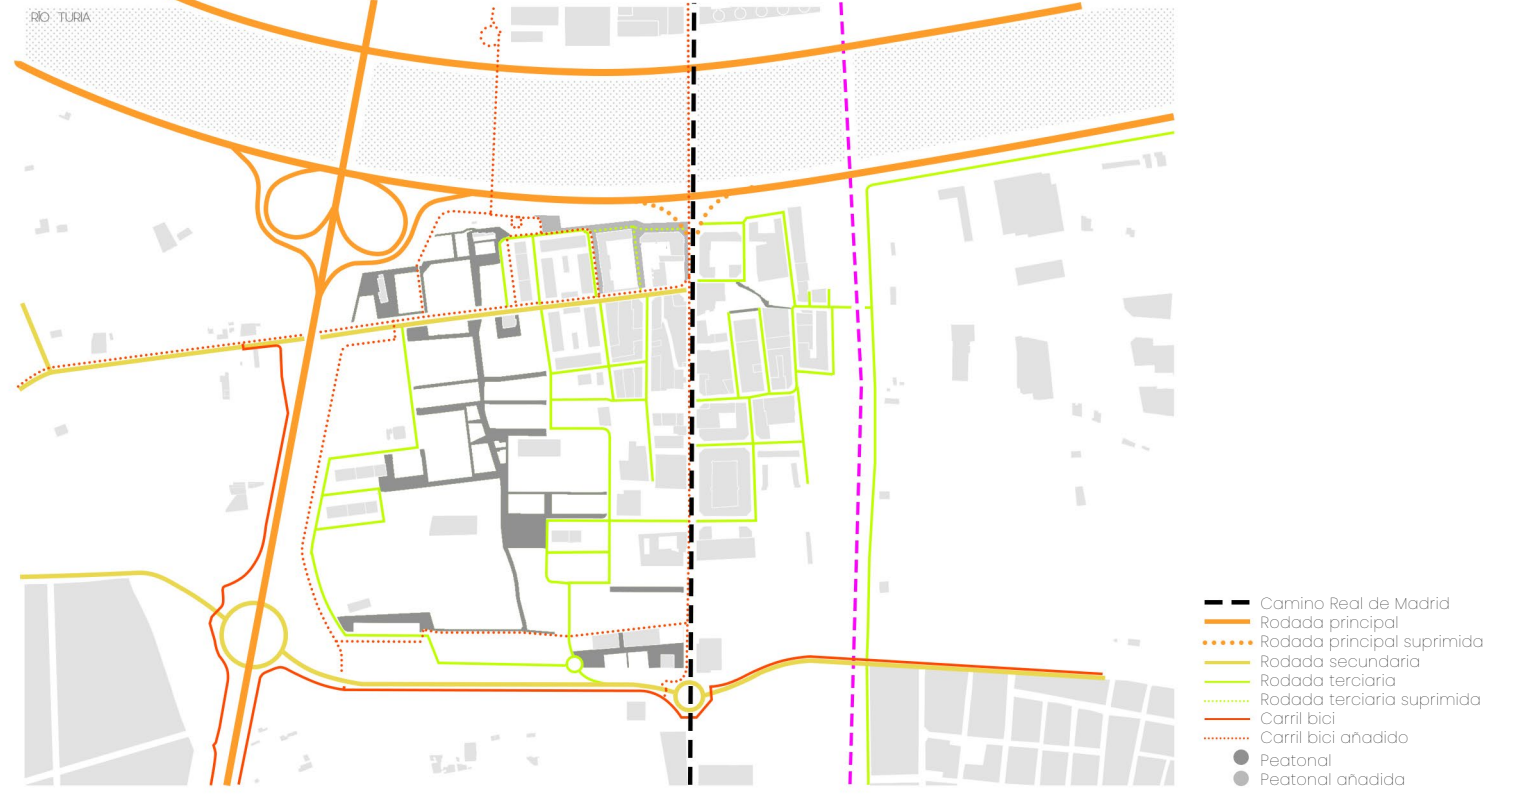 RÍO TURIA
Camino Real de Madrid
Rodada principal
Rodada principal suprimida
Rodada secundaria
Rodada terciaria
Rodada terciaria suprimida
Carril bici
Carril bici añadido
Peatonal
Peatonal añadida